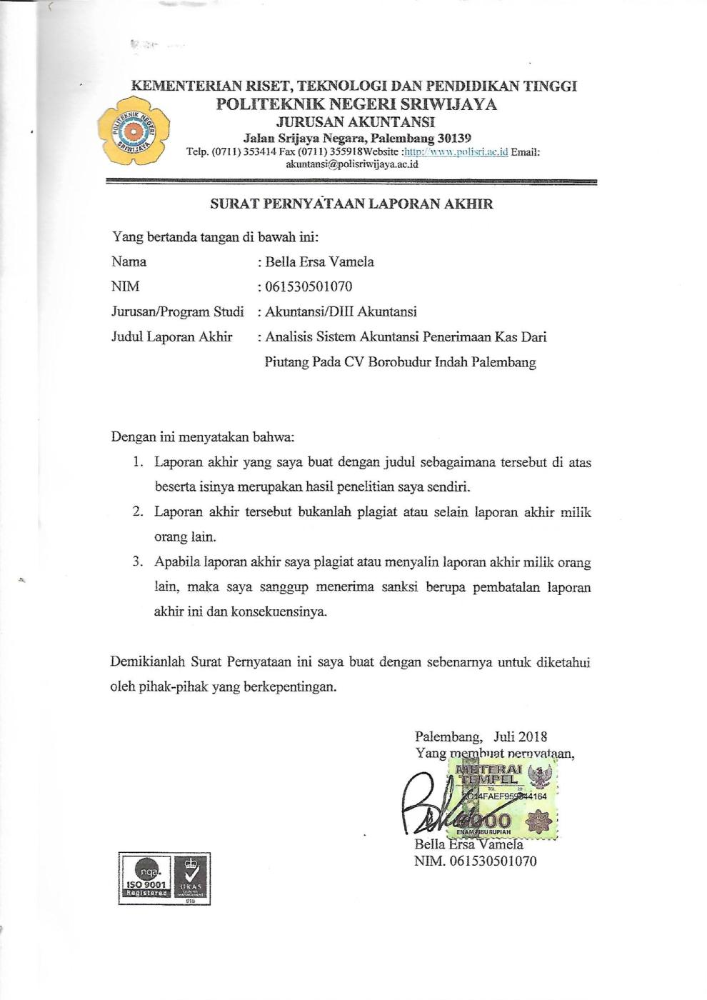 KEMENTERIAN RISET, TEKNOLOGI DAN PENDIDIKAN TINGGI
POLITEKNIK NEGERI SRIWIJAYA
JURUSAN AKUNTANSI
Jalan Srijaya Negara, Palembang 30139
Telp. (0711) 353414 Fax (0711) 355918Website :http://www.polisri.ac.id Email:
akuntansi@polisriwijaya.ac.id
POLITEKNIK NEGERI
SRIWIJAYA
SURAT PERNYATAAN LAPORAN AKHIR
Yang bertanda tangan di bawah ini:
Nama : Bella Ersa Vamela
NIM : 061530501070
Jurusan/Program Studi : Akuntansi/DIII Akuntansi
Judul Laporan Akhir : Analisis Sistem Akuntansi Penerimaan Kas Dari
Piutang Pada CV Borobudur Indah Palembang
Dengan ini menyatakan bahwa:
1. Laporan akhir yang saya buat dengan judul sebagaimana tersebut di atas
beserta isinya merupakan hasil penelitian saya sendiri.
2. Laporan akhir tersebut bukanlah plagiat atau selain laporan akhir milik
orang lain.
3. Apabila laporan akhir saya plagiat atau menyalin laporan akhir milik orang
lain, maka saya sanggup menerima sanksi berupa pembatalan laporan
akhir ini dan konsekuensinya.
Demikianlah Surat Pernyataan ini saya buat dengan sebenarnya untuk diketahui
oleh pihak-pihak yang berkepentingan.
Palembang, Juli 2018
Yang membuat pernyataan,
METERAI
TEMPEL
000
ENAM RIBU RUPIAH
Bella Ersa Vamela
NIM. 061530501070
nqa.
ISO 9001
Registered
UKAS
QUALITY
MANAGEMENT
015